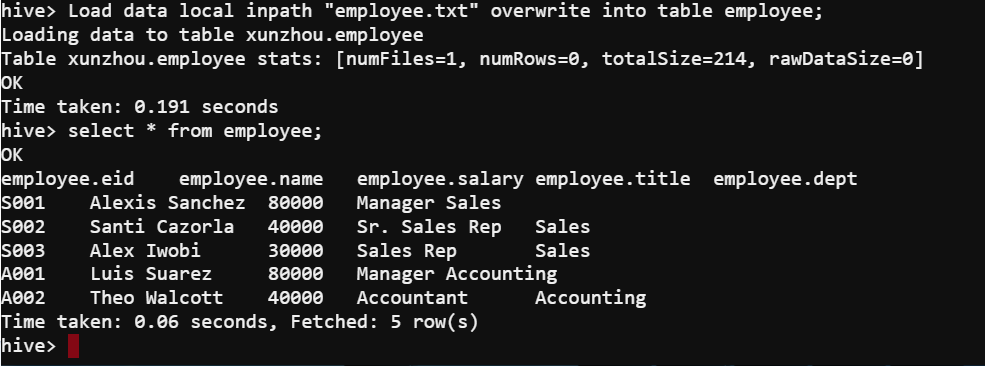 hive> Load data local inpath "employee.txt" overwrite into table employee;
Loading data to table xunzhou.employee
Table xunzhou.employee stats: [numFiles=1, numRows=0, totalSize=214, rawDataSize=0]
OK
Time taken: 0.191 seconds
hive> select * from employee;
OK
employee.eid    employee.name   employee.salary employee.title  employee.dept
S001    Alexis Sanchez  80000   Manager Sales
S002    Santi Cazorla   40000   Sr. Sales Rep   Sales
S003    Alex Iwobi      30000   Sales Rep       Sales
A001    Luis Suarez     80000   Manager Accounting
A002    Theo Walcott    40000   Accountant      Accounting
Time taken: 0.06 seconds, Fetched: 5 row(s)
hive>